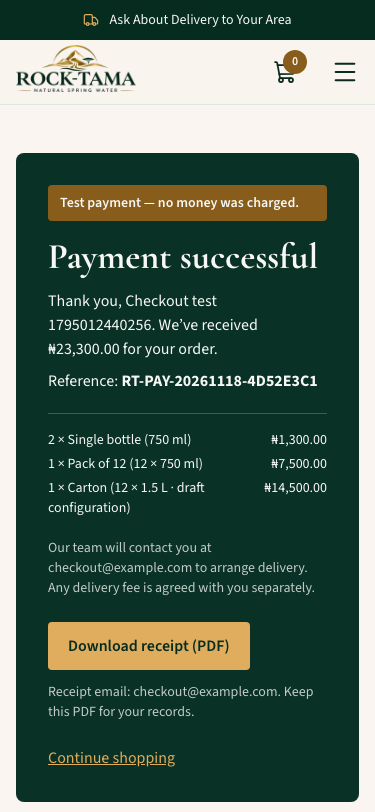 Ask About Delivery to Your Area
ROCK-TAMA
NATURAL SPRING WATER
0
Test payment — no money was charged.
Payment successful
Thank you, Checkout test
1795012440256. We’ve received
₦23,300.00 for your order.
Reference: RT-PAY-20261118-4D52E3C1
2 × Single bottle (750 ml) ₦1,300.00
1 × Pack of 12 (12 × 750 ml) ₦7,500.00
1 × Carton (12 × 1.5 L · draft ₦14,500.00
configuration)
Our team will contact you at
checkout@example.com to arrange delivery.
Any delivery fee is agreed with you separately.
Download receipt (PDF)
Receipt email: checkout@example.com. Keep
this PDF for your records.
Continue shopping